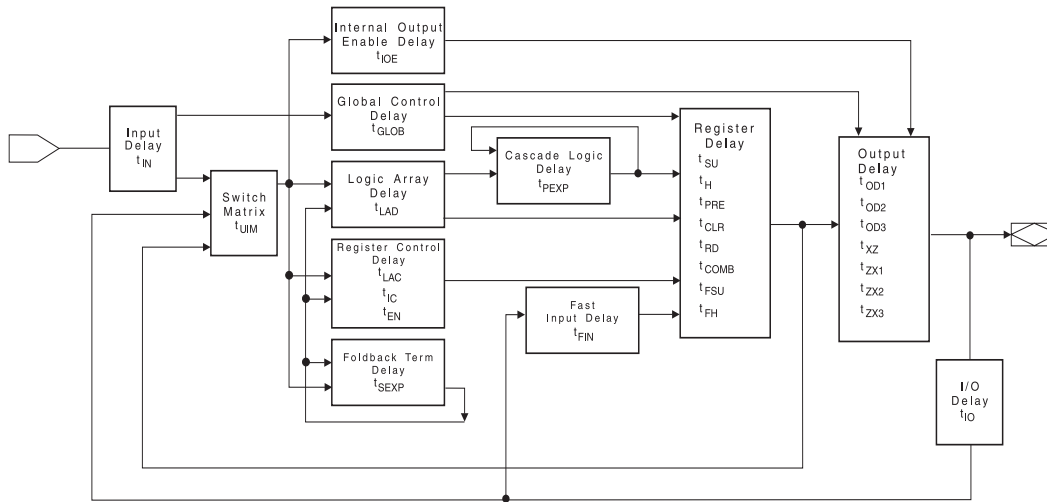 Internal Output
Enable Delay
tIOE
Global Control
Delay
tGLOB
Input
Delay
tIN
Switch
Matrix
tUIM
Logic Array
Delay
tLAD
Cascade Logic
Delay
tPEXP
Register Control
Delay
tLAC
tIC
tEN
Fast
Input Delay
tFIN
Foldback Term
Delay
tSEXP
Register
Delay
tSU
tH
tPRE
tCLR
tRD
tCOMB
tFSU
tFH
Output
Delay
tOD1
tOD2
tOD3
tXZ
tZX1
tZX2
tZX3
I/O
Delay
tIO